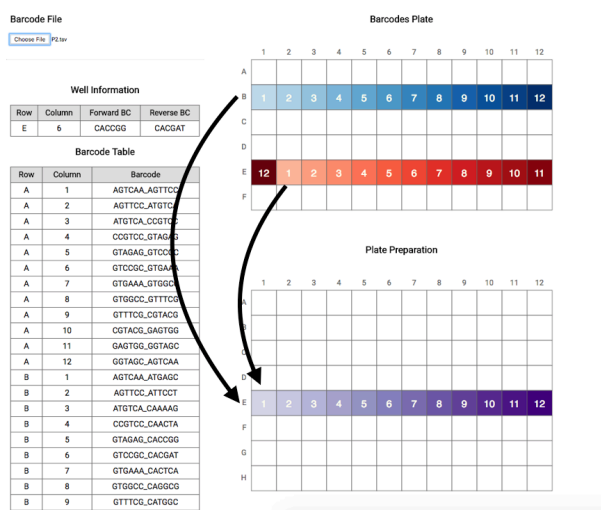 Barcode File
Choose File P2.tsv
Well Information
Row Column Forward BC Reverse BC
E 6 CACCGG CACGAT
Barcode Table
Row Column Barcode
A 1 AGTCAA_AGTTCC
A 2 AGTTCC_ATGTCA
A 3 ATGTCA_CCGTCC
A 4 CCGTCC_GTAGAG
A 5 GTAGAG_GTCCGC
A 6 GTCCGC_GTGAAA
A 7 GTGAAA_GTGGCC
A 8 GTGGCC_GTTTCG
A 9 GTTTCG_CGTACG
A 10 CGTACG_GAGTGG
A 11 GAGTGG_GGTAGC
A 12 GGTAGC_AGTCAA
B 1 AGTCAA_ATGAGC
B 2 AGTTCC_ATTCCT
B 3 ATGTCA_CAAAAG
B 4 CCGTCC_CAACTA
B 5 GTAGAG_CACCGG
B 6 GTCCGC_CACGAT
B 7 GTGAAA_CACTCA
B 8 GTGGCC_CAGGCG
B 9 GTTTCG_CATGGC
Barcodes Plate
1 2 3 4 5 6 7 8 9 10 11 12
A
B 1 2 3 4 5 6 7 8 9 10 11 12
C
D
E 12 1 2 3 4 5 6 7 8 9 10 11
F
Plate Preparation
1 2 3 4 5 6 7 8 9 10 11 12
A
B
C
D
E 1 2 3 4 5 6 7 8 9 10 11 12
F
G
H